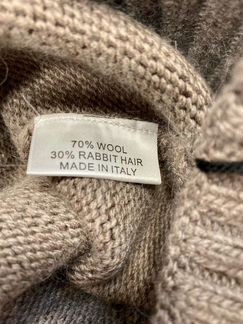 70% WOOL
30% RABBIT HAIR
MADE IN ITALY